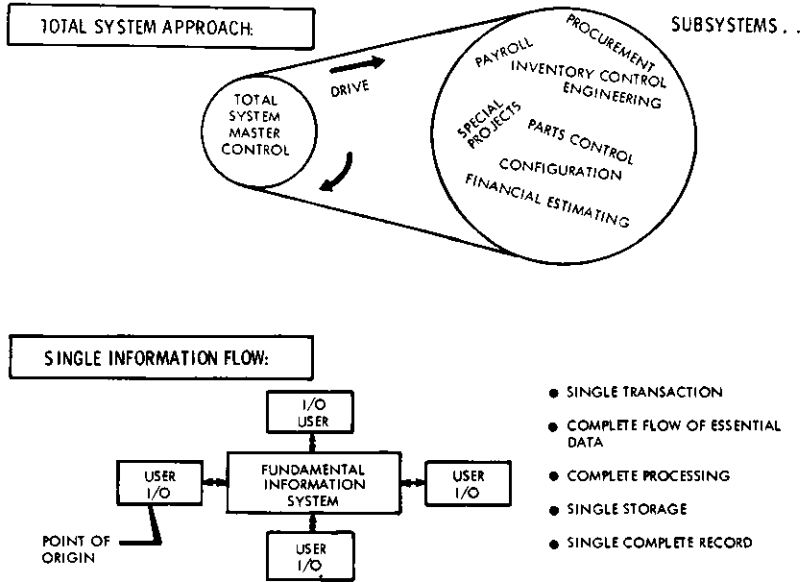 TOTAL SYSTEM APPROACH:
SUBSYSTEMS . .
TOTAL
SYSTEM
MASTER
CONTROL
DRIVE
PAYROLL
PROCUREMENT
INVENTORY CONTROL
ENGINEERING
SPECIAL
PROJECTS
PARTS CONTROL
CONFIGURATION
FINANCIAL ESTIMATING
SINGLE INFORMATION FLOW:
I/O
USER
USER
I/O
FUNDAMENTAL
INFORMATION
SYSTEM
USER
I/O
USER
I/O
POINT OF
ORIGIN
● SINGLE TRANSACTION
● COMPLETE FLOW OF ESSENTIAL
DATA
● COMPLETE PROCESSING
● SINGLE STORAGE
● SINGLE COMPLETE RECORD